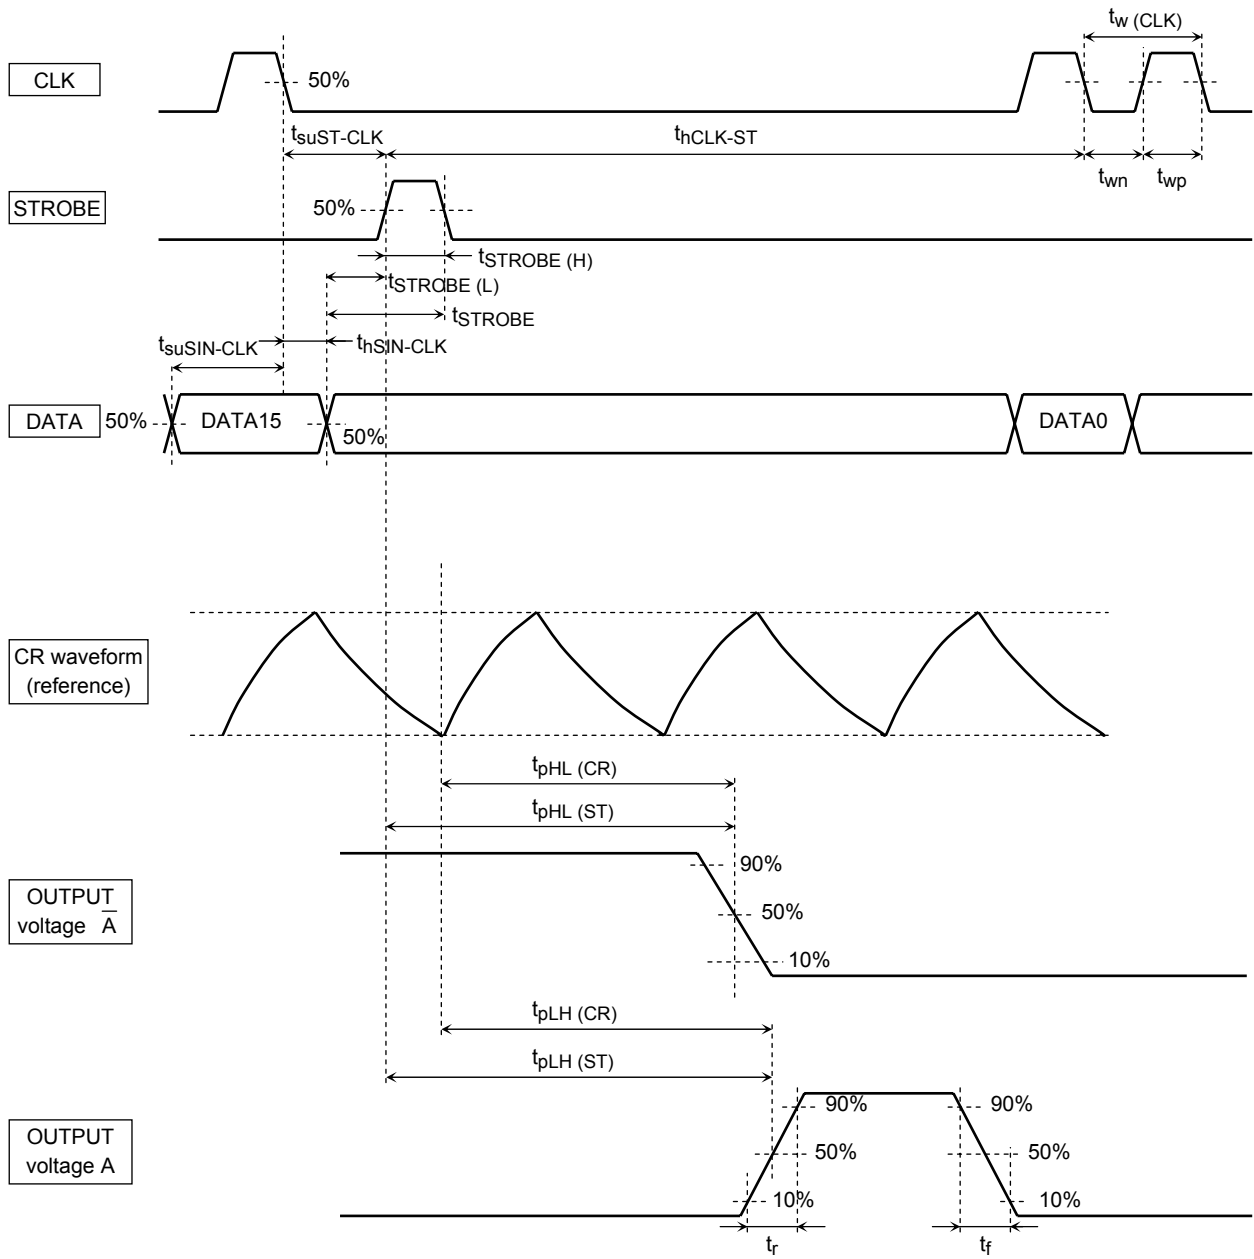 tw (CLK)
CLK
50%
tsuST-CLK
thCLK-ST
twn
twp
STROBE
50%
tSTROBE (H)
tSTROBE (L)
tSTROBE
tsuSIN-CLK
thSIN-CLK
DATA
50%
DATA15
50%
DATA0
CR waveform
(reference)
tpHL (CR)
tpHL (ST)
90%
OUTPUT
voltage A̅
50%
10%
tpLH (CR)
tpLH (ST)
90%
90%
OUTPUT
voltage A
50%
50%
10%
10%
tr
tf